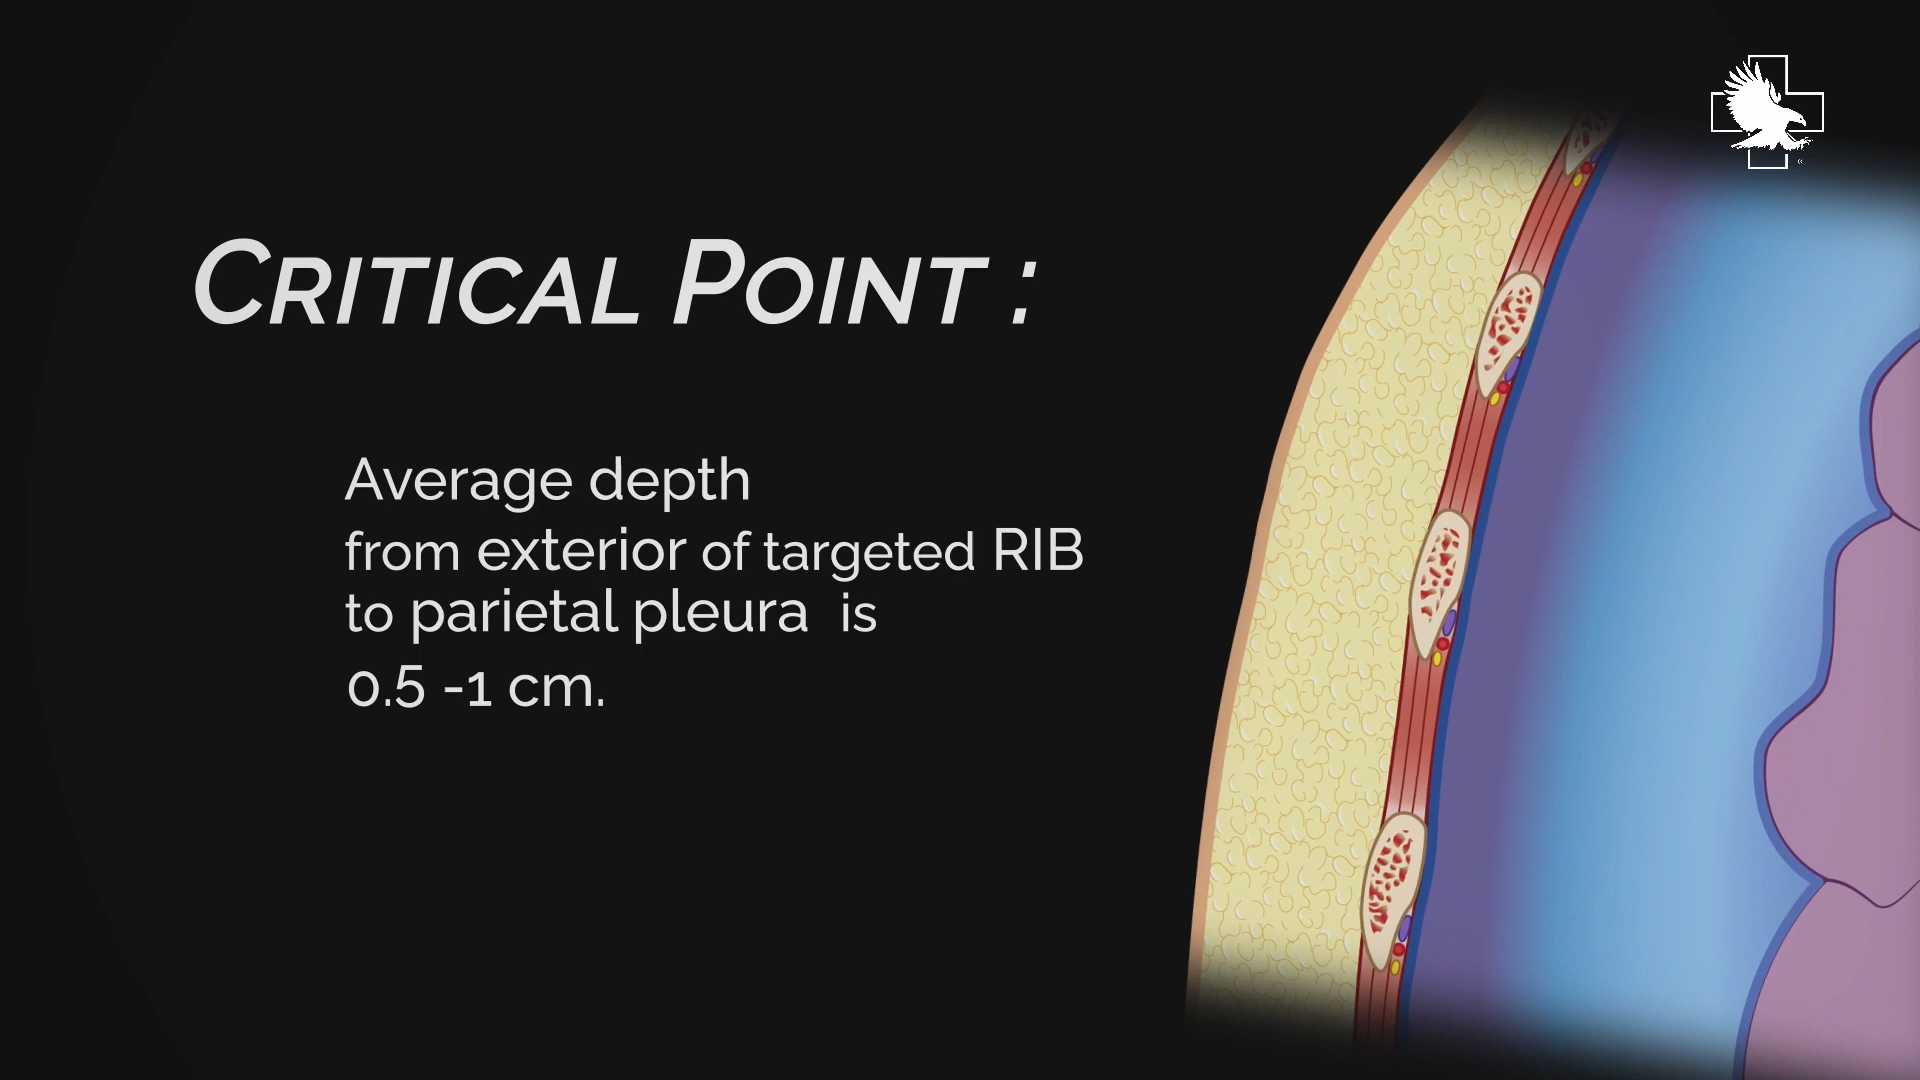 CRITICAL POINT :
Average depth
from exterior of targeted RIB
to parietal pleura is
0.5 -1 cm.